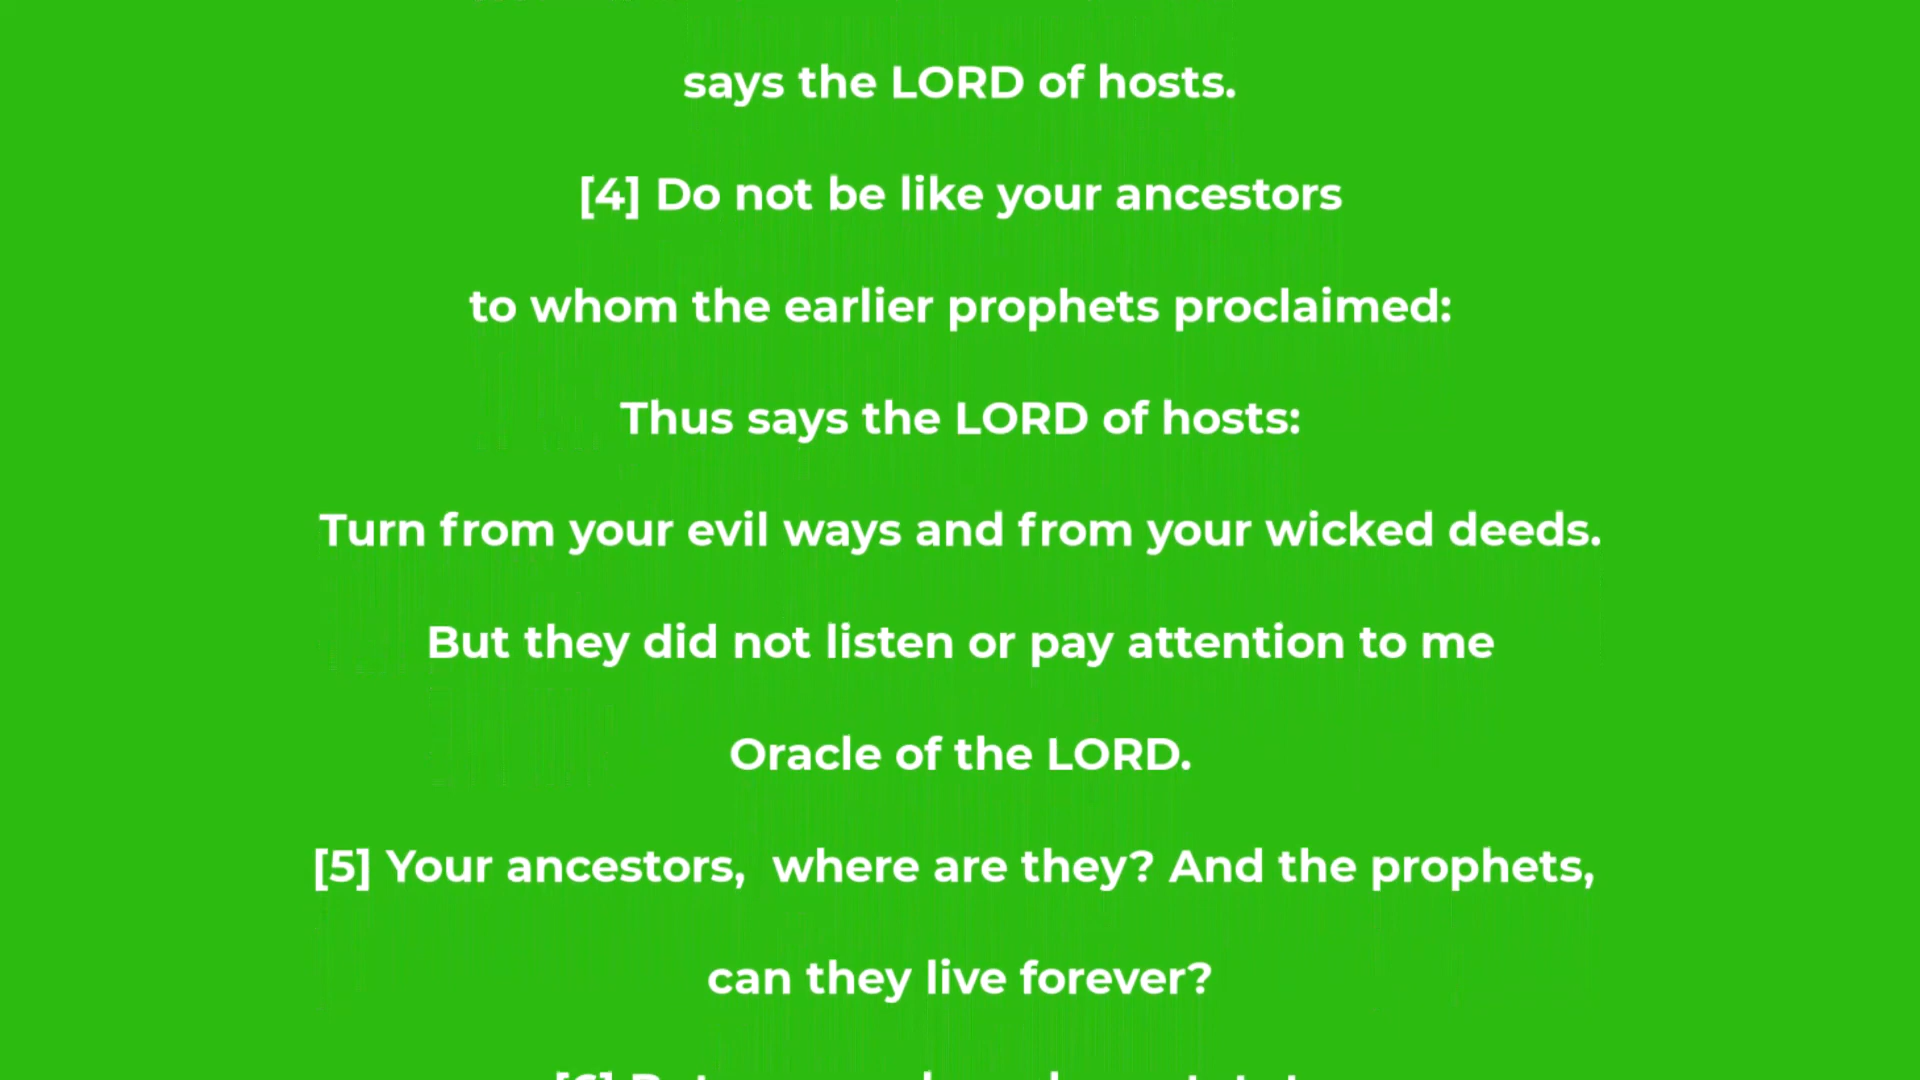 says the LORD of hosts.
[4] Do not be like your ancestors
to whom the earlier prophets proclaimed:
Thus says the LORD of hosts:
Turn from your evil ways and from your wicked deeds.
But they did not listen or pay attention to me
Oracle of the LORD.
[5] Your ancestors,  where are they? And the prophets,
can they live forever?